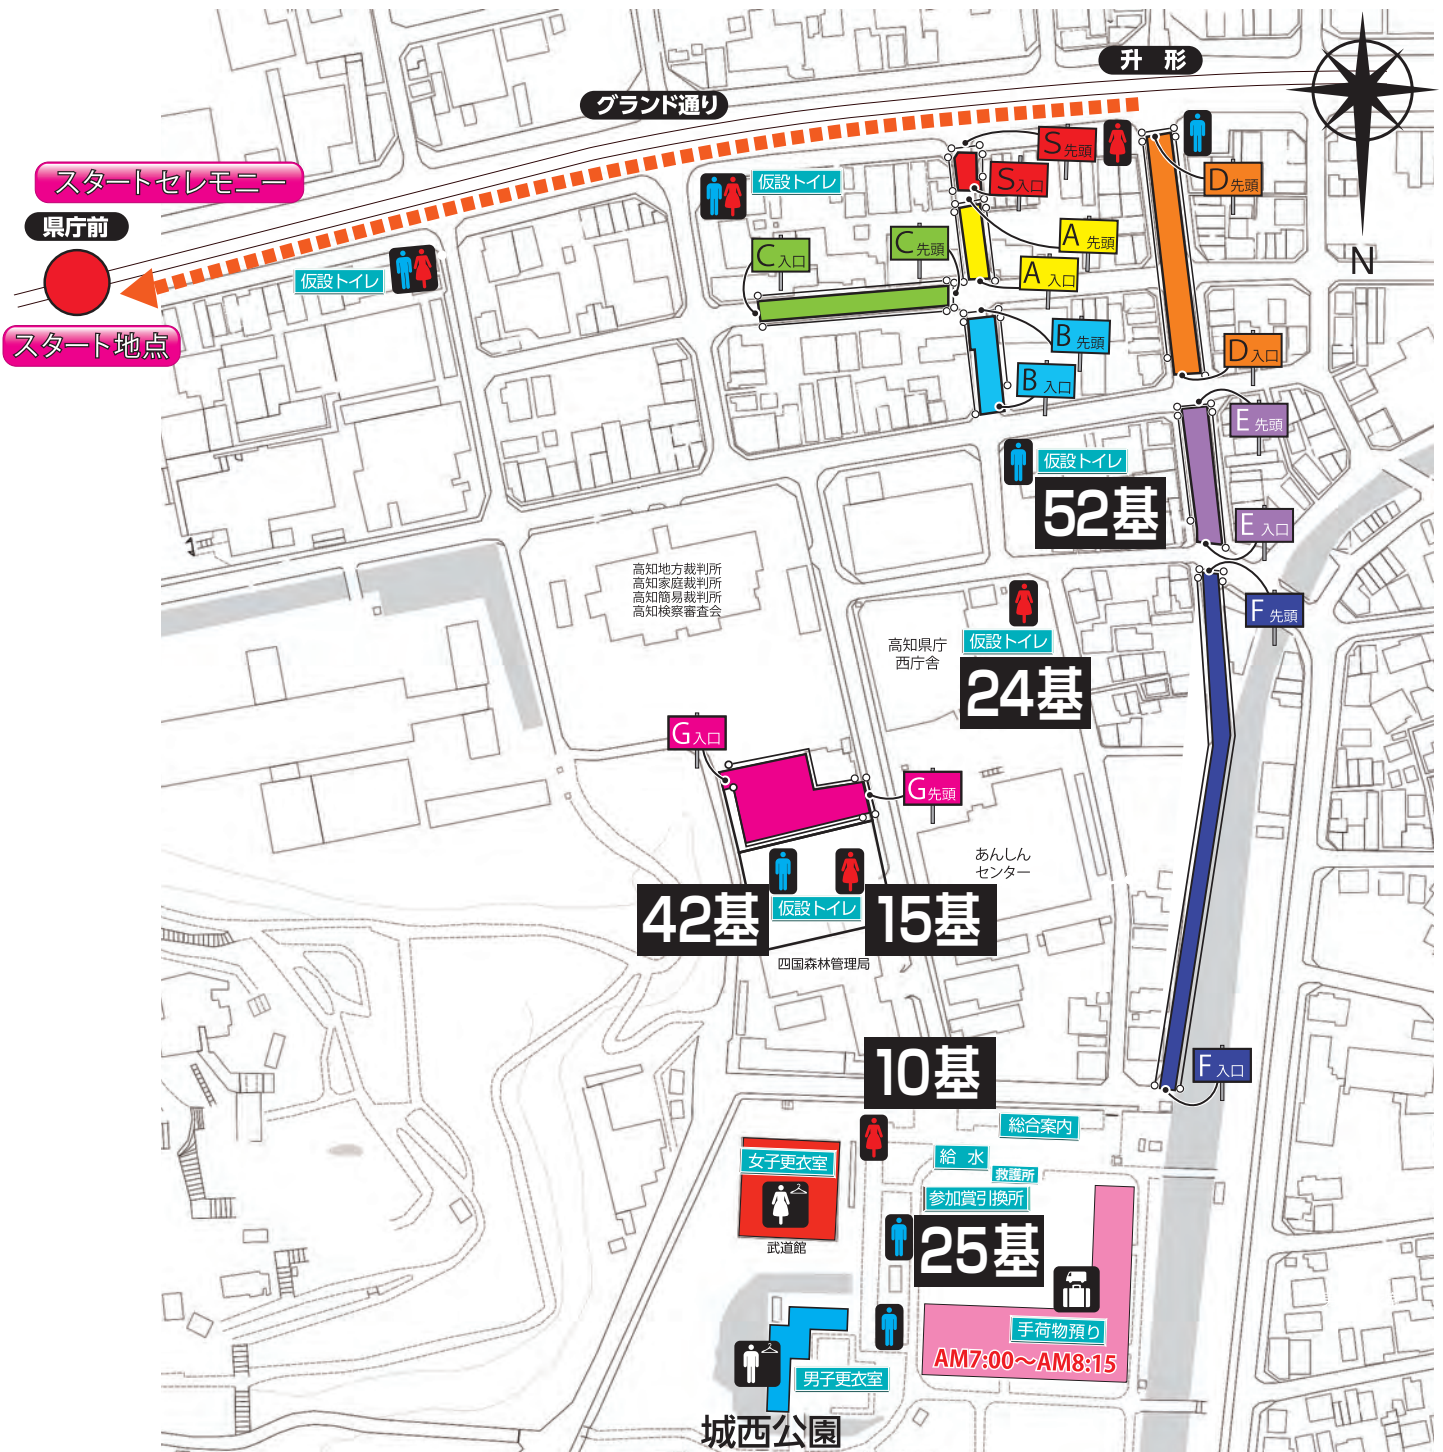 升 形
グランド通り
スタートセレモニー
県庁前
スタート地点
仮設トイレ
仮設トイレ
S先頭
S入口
D先頭
A先頭
A入口
C入口
C先頭
B先頭
B入口
D入口
N
E先頭
E入口
仮設トイレ
52基
高知地方裁判所
高知家庭裁判所
高知簡易裁判所
高知検察審査会
F先頭
高知県庁
西庁舎
仮設トイレ
24基
G入口
G先頭
あんしん
センター
42基
仮設トイレ
15基
四国森林管理局
10基
F入口
総合案内
給 水
救護所
参加賞引換所
25基
女子更衣室
武道館
手荷物預り
AM7:00～AM8:15
男子更衣室
城西公園